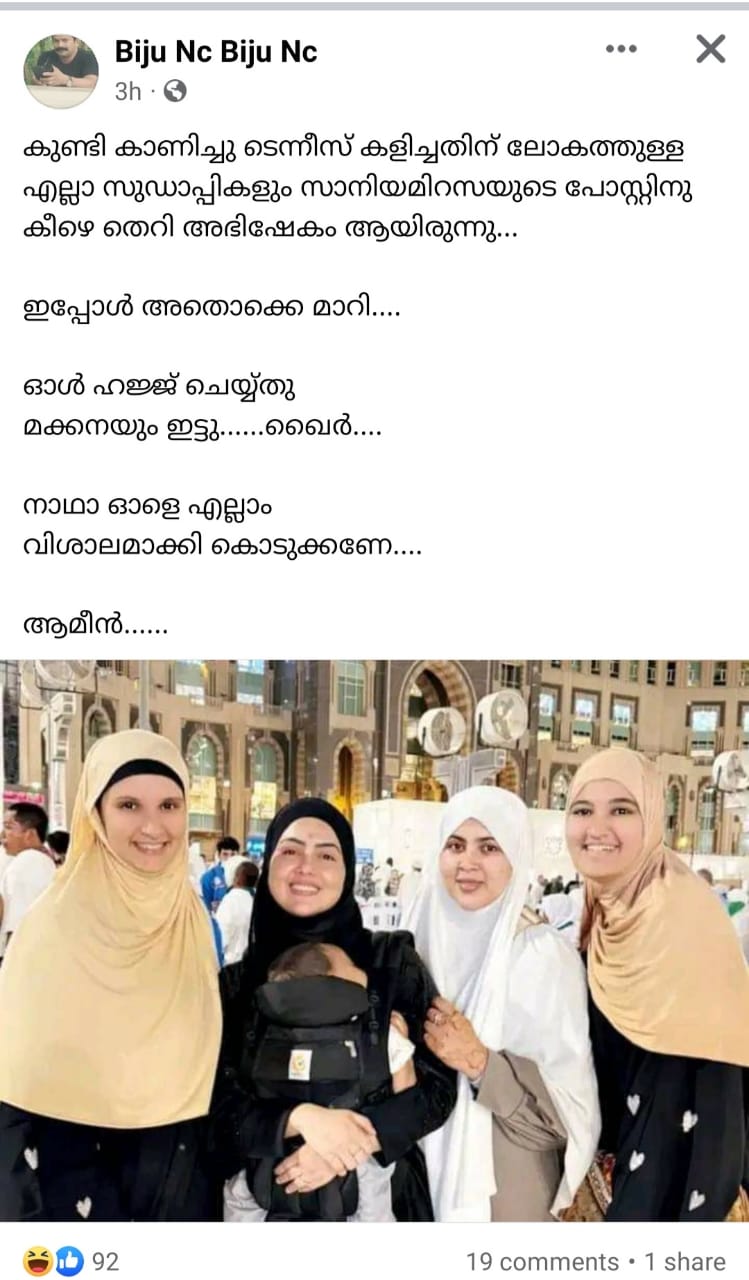 Biju Nc Biju Nc
3h
കുണ്ടി കാണിച്ചു ടെന്നീസ് കളിച്ചതിന് ലോകത്തുള്ള
എല്ലാ സുഡാപ്പികളും സാനിയമിറസയുടെ പോസ്റ്റിനു
കീഴെ തെറി അഭിഷേകം ആയിരുന്നു...
ഇപ്പോൾ അതൊക്കെ മാറി....
ഓൾ ഹജ്ജ് ചെയ്യ്തു
മക്കനയും ഇട്ടു......ഖൈർ....
നാഥാ ഓളെ എല്ലാം
വിശാലമാക്കി കൊടുക്കണേ....
ആമീൻ......
92
19 comments • 1 share